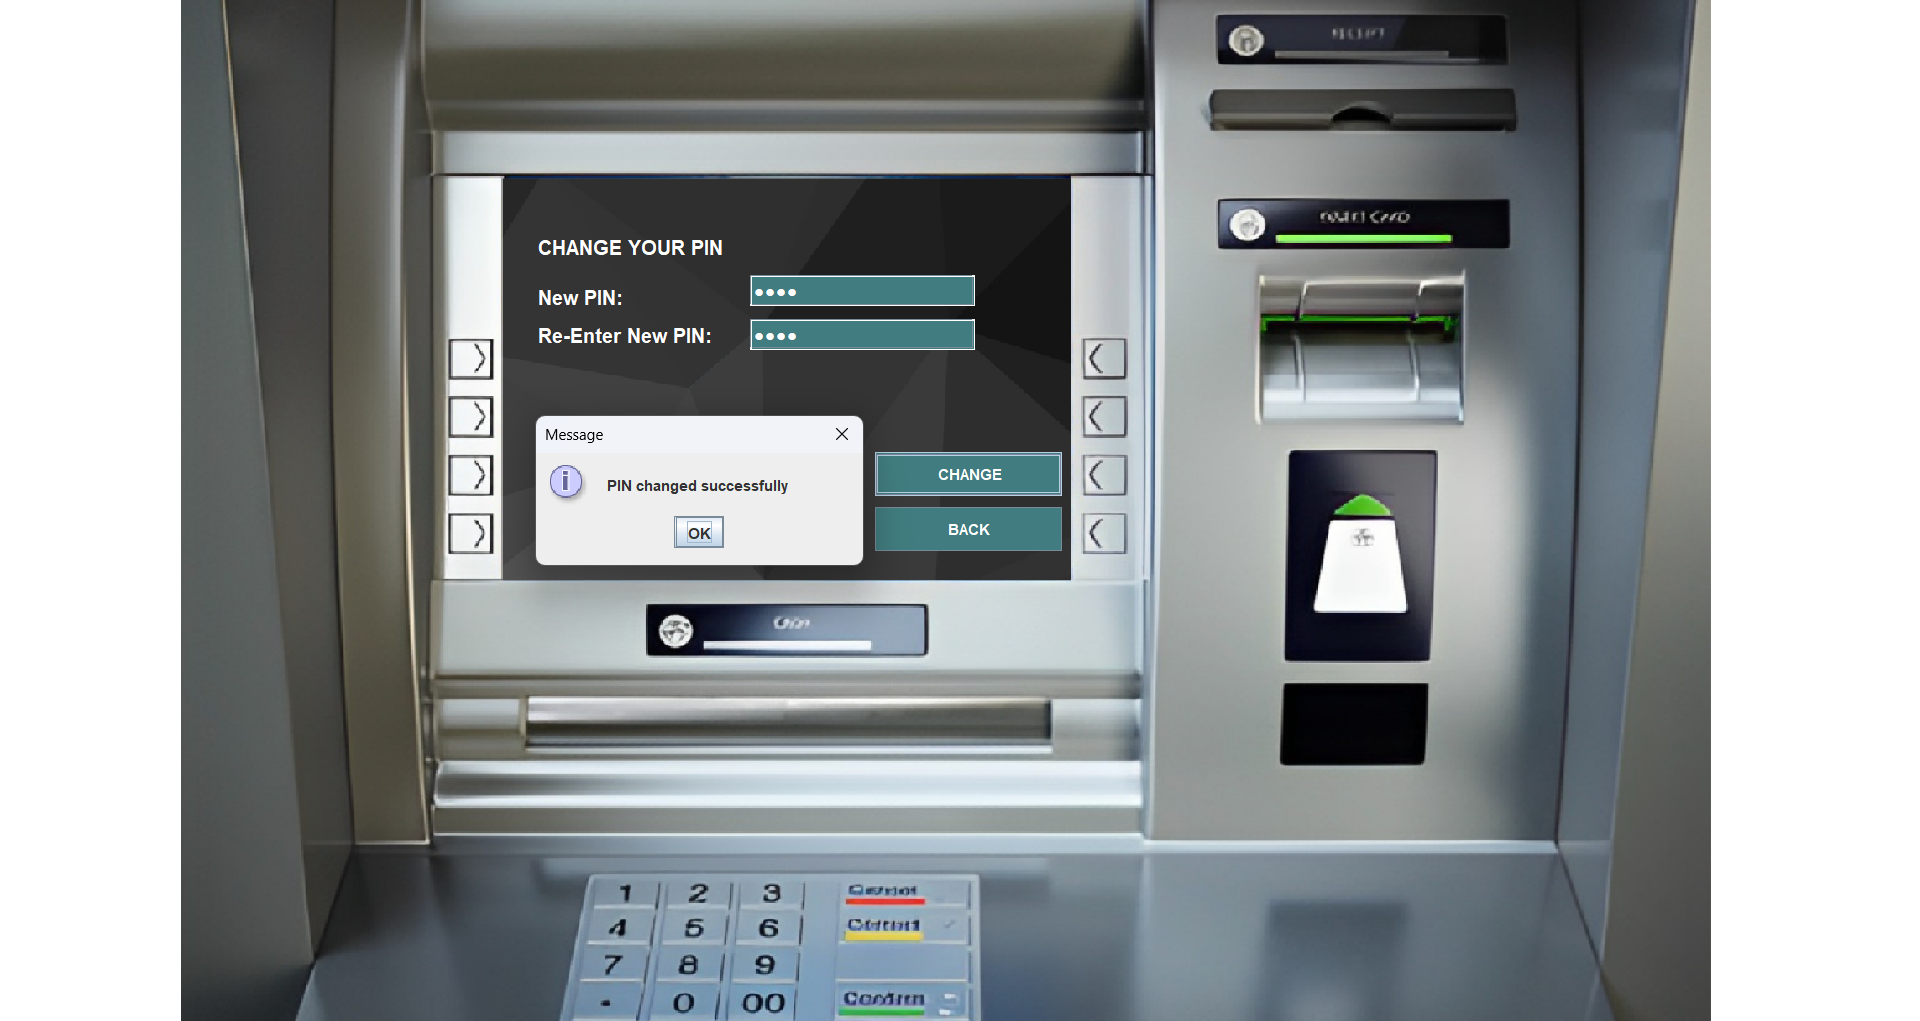 CHANGE YOUR PIN
New PIN:
Re-Enter New PIN:
Message
i
PIN changed successfully
OK
CHANGE
BACK
1 2 3
4 5 6
7 8 9
0 00